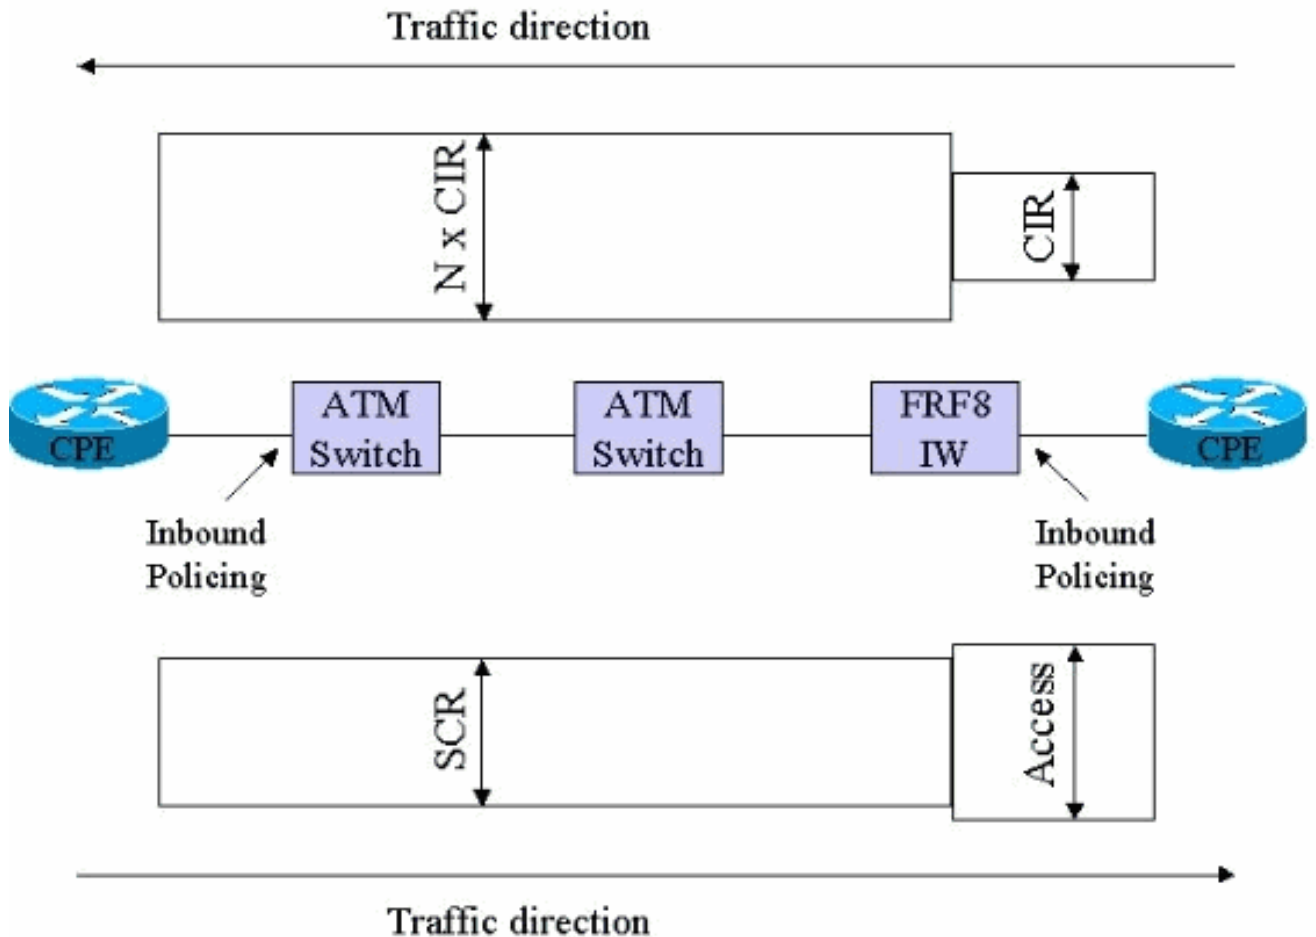 Traffic direction
N x CIR
CIR
CPE
ATM
Switch
ATM
Switch
FRF8
IW
CPE
Inbound
Policing
Inbound
Policing
SCR
Access
Traffic direction